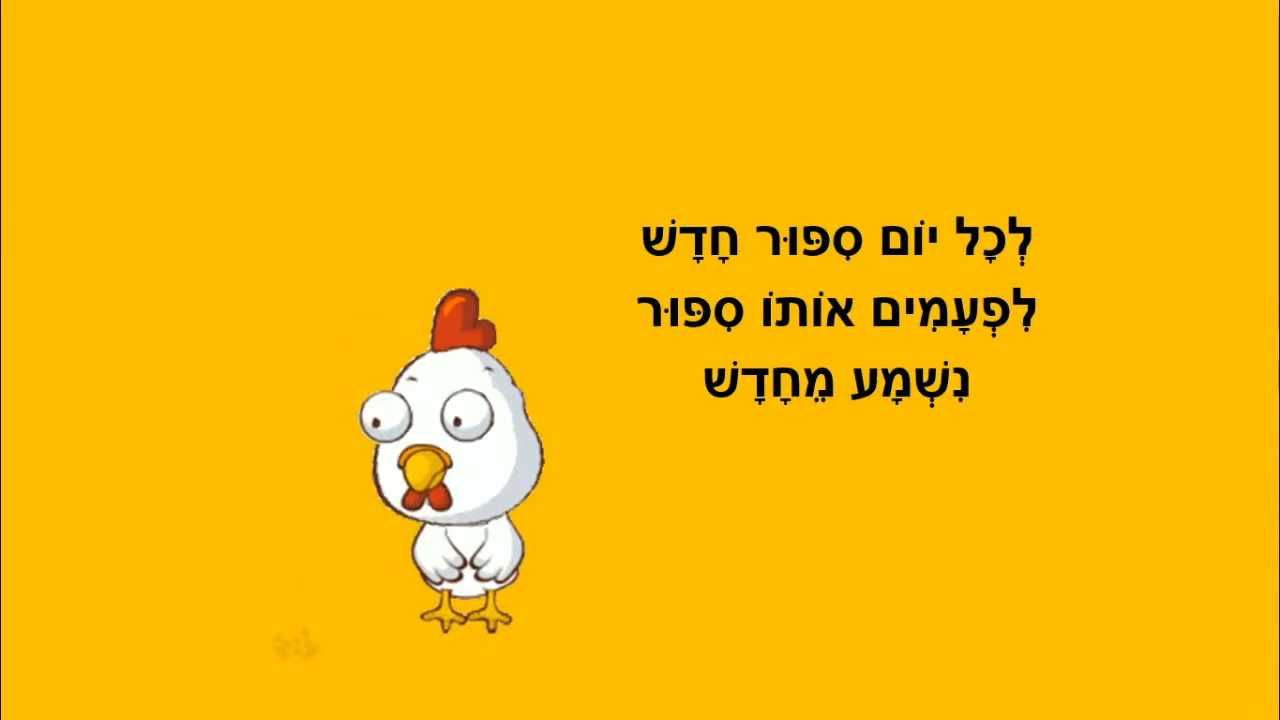 לְכָל יוֹם סִפּוּר חָדָשׁ
לִפְעָמִים אוֹתוֹ סִפּוּר
נִשְׁמָע מֵחָדָשׁ